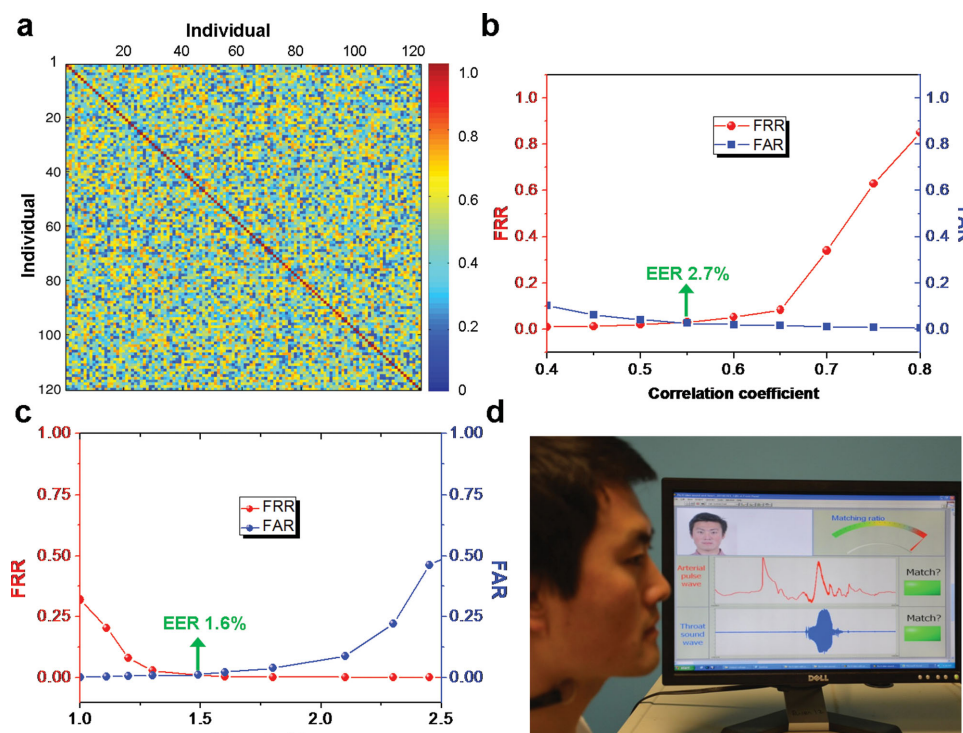 a
Individual
20 40 60 80 100 120
1
20
40
60
80
100
120
Individual
1.0
0.8
0.6
0.4
0.2
0
b
1.0
0.8
0.6
0.4
0.2
0.0
FRR
FRR
FAR
EER 2.7%
1.0
0.8
0.6
0.4
0.2
0.0
FAR
0.4 0.5 0.6 0.7 0.8
Correlation coefficient
c
1.00
0.75
0.50
0.25
0.00
FRR
FRR
FAR
EER 1.6%
1.00
0.75
0.50
0.25
0.00
FAR
1.0 1.5 2.0 2.5
d
Matching ratio
Arterial
pulse
wave
Match?
Throat
sound
wave
Match?
DELL